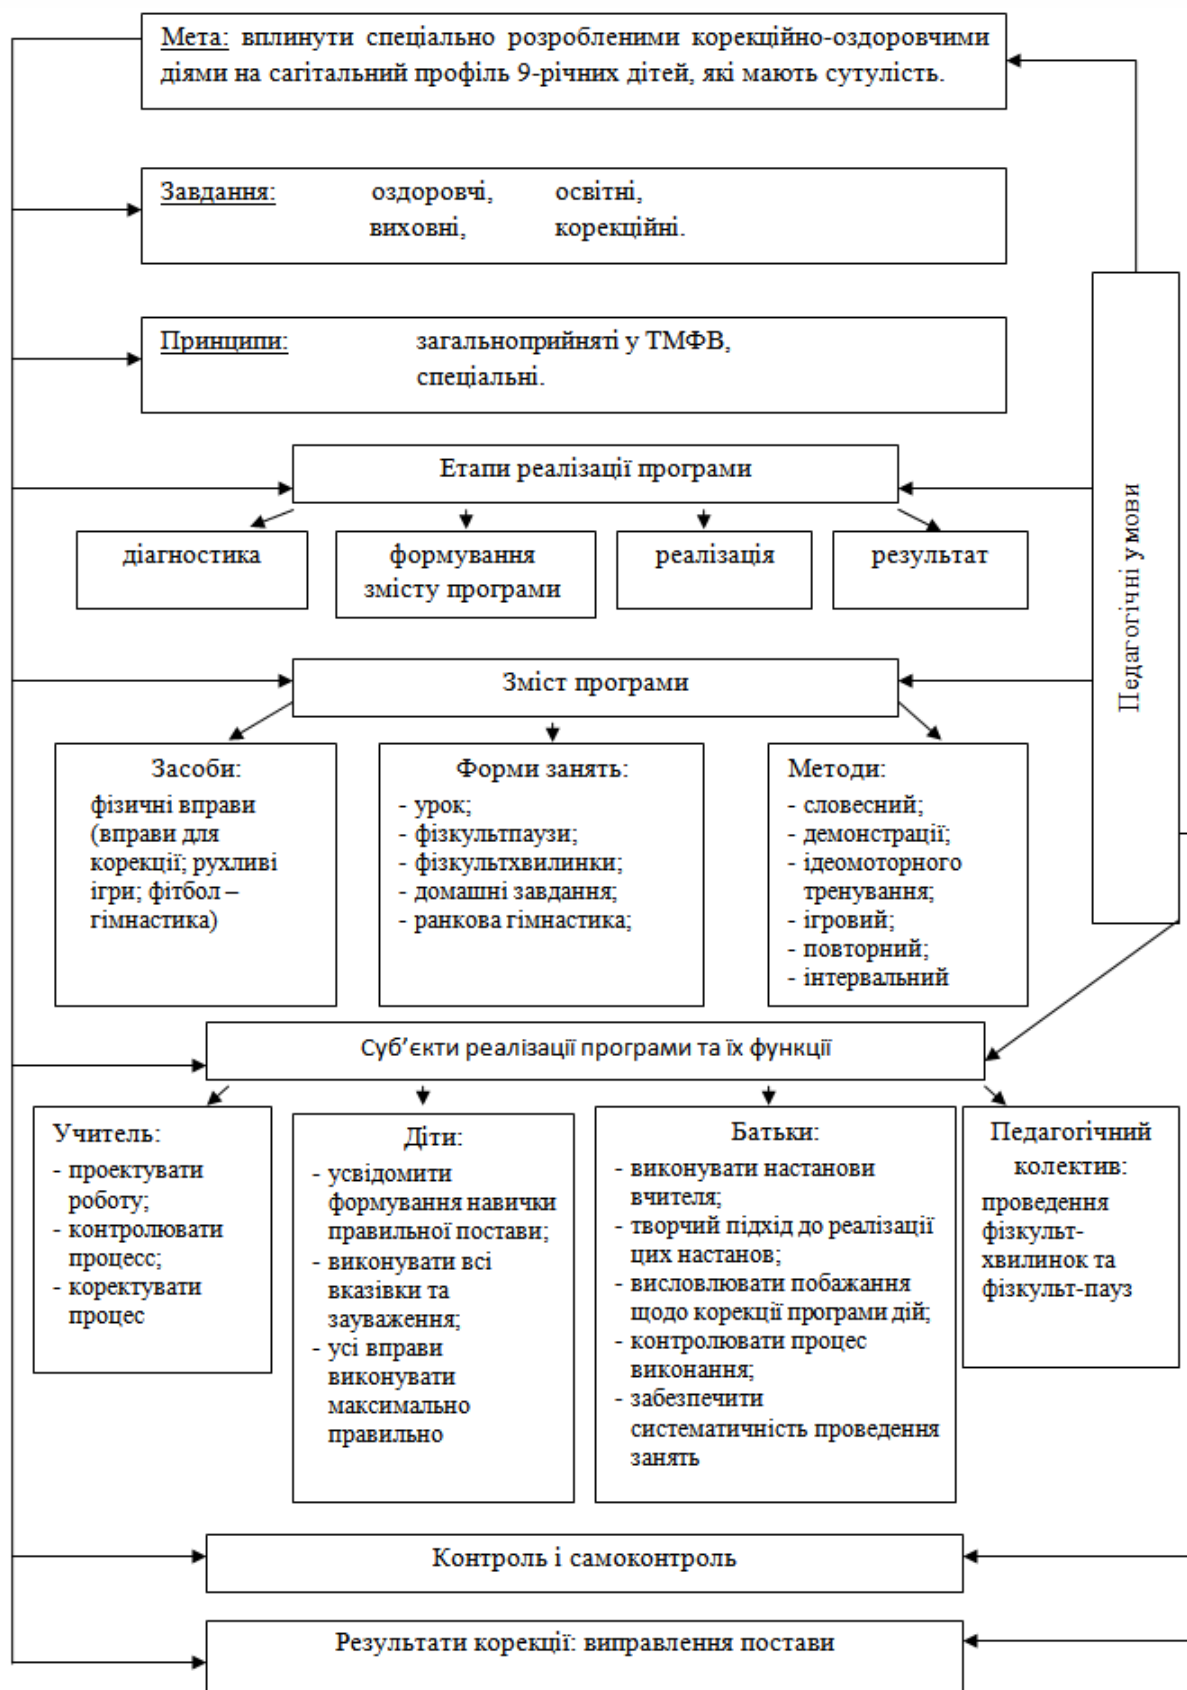 Мета: вплинути спеціально розробленими корекційно-оздоровчими
діями на сагітальний профіль 9-річних дітей, які мають сутулість.
Завдання: оздоровчі, освітні,
виховні, корекційні.
Принципи: загальноприйняті у ТМФВ,
спеціальні.
Етапи реалізації програми
діагностика
формування
змісту програми
реалізація
результат
Педагогічні умови
Зміст програми
Засоби:
фізичні вправи
(вправи для
корекції; рухливі
ігри; фітбол –
гімнастика)
Форми занять:
- урок;
- фізкультпаузи;
- фізкультхвилинки;
- домашні завдання;
- ранкова гімнастика;
Методи:
- словесний;
- демонстрації;
- ідеомоторного
тренування;
- ігровий;
- повторний;
- інтервальний
Суб’єкти реалізації програми та їх функції
Учитель:
- проектувати
роботу;
- контролювати
процесс;
- коректувати
процес
Діти:
- усвідомити
формування навички
правильної постави;
- виконувати всі
вказівки та
зауваження;
- усі вправи
виконувати
максимально
правильно
Батьки:
- виконувати настанови
вчителя;
- творчий підхід до реалізації
цих настанов;
- висловлювати побажання
щодо корекції програми дій;
- контролювати процес
виконання;
- забезпечити
систематичність проведення
занять
Педагогічний
колектив:
проведення
фізкульт-
хвилинок та
фізкульт-пауз
Контроль і самоконтроль
Результати корекції: виправлення постави